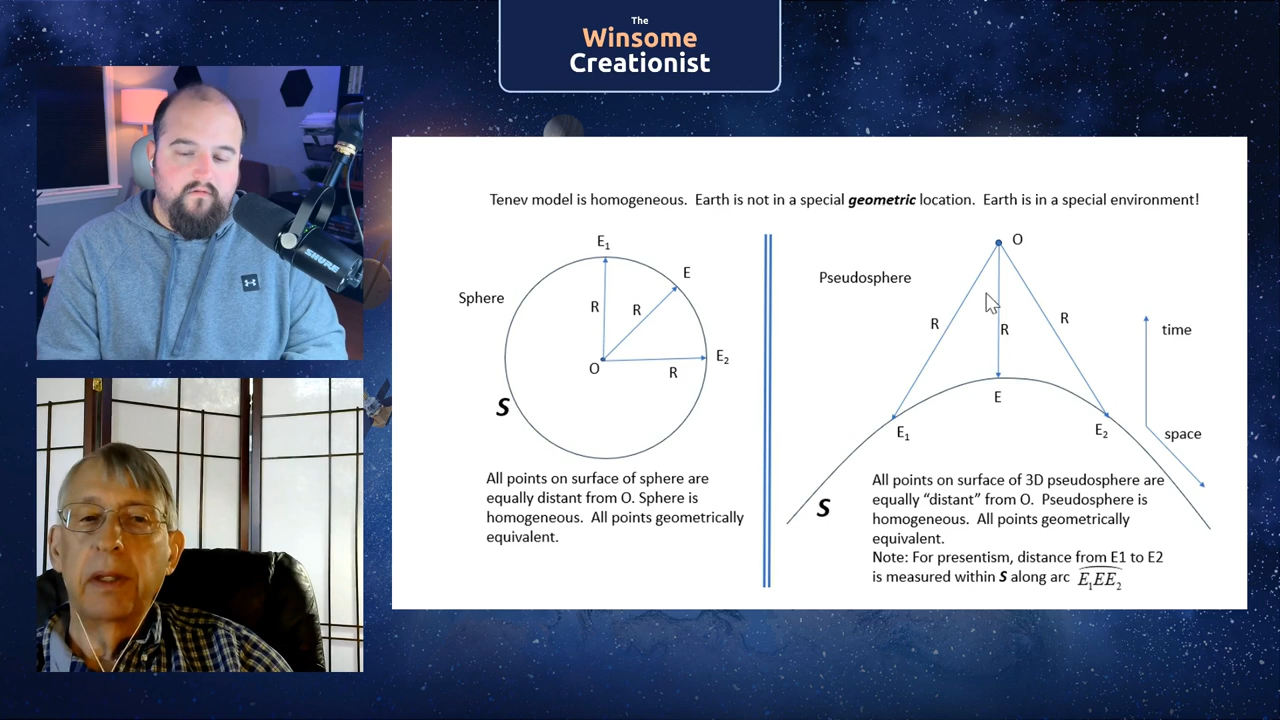 The
Winsome
Creationist
Tenev model is homogeneous.  Earth is not in a special geometric location.  Earth is in a special environment!
Sphere
E1
E
R
R
O
R
E2
S
All points on surface of sphere are
equally distant from O. Sphere is
homogeneous.  All points geometrically
equivalent.
Pseudosphere
O
R
R
R
E1
E
E2
time
space
S
All points on surface of 3D pseudosphere are
equally “distant” from O.  Pseudosphere is
homogeneous.  All points geometrically
equivalent.
Note: For presentism, distance from E1 to E2
is measured within S along arc E1EE2
SHURE